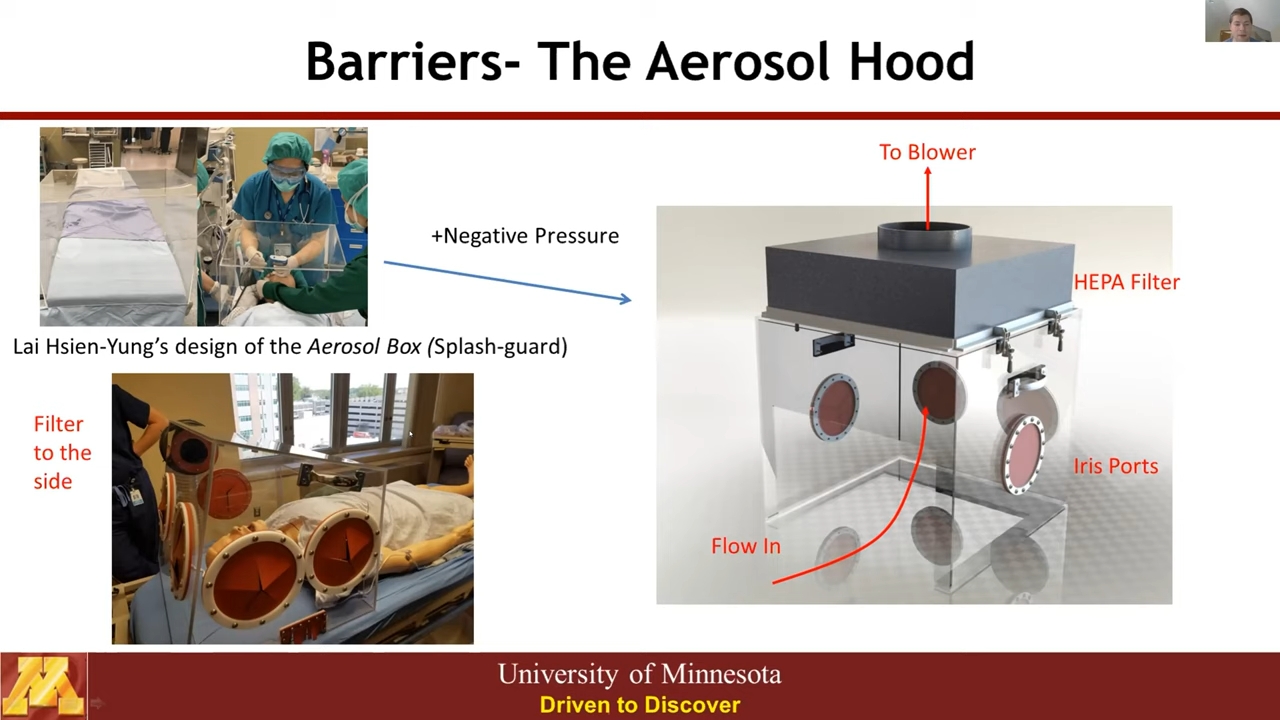 Barriers- The Aerosol Hood
To Blower
+Negative Pressure
HEPA Filter
Lai Hsien-Yung's design of the Aerosol Box (Splash-guard)
Filter
to the
side
Iris Ports
Flow In
M
University of Minnesota
Driven to Discover